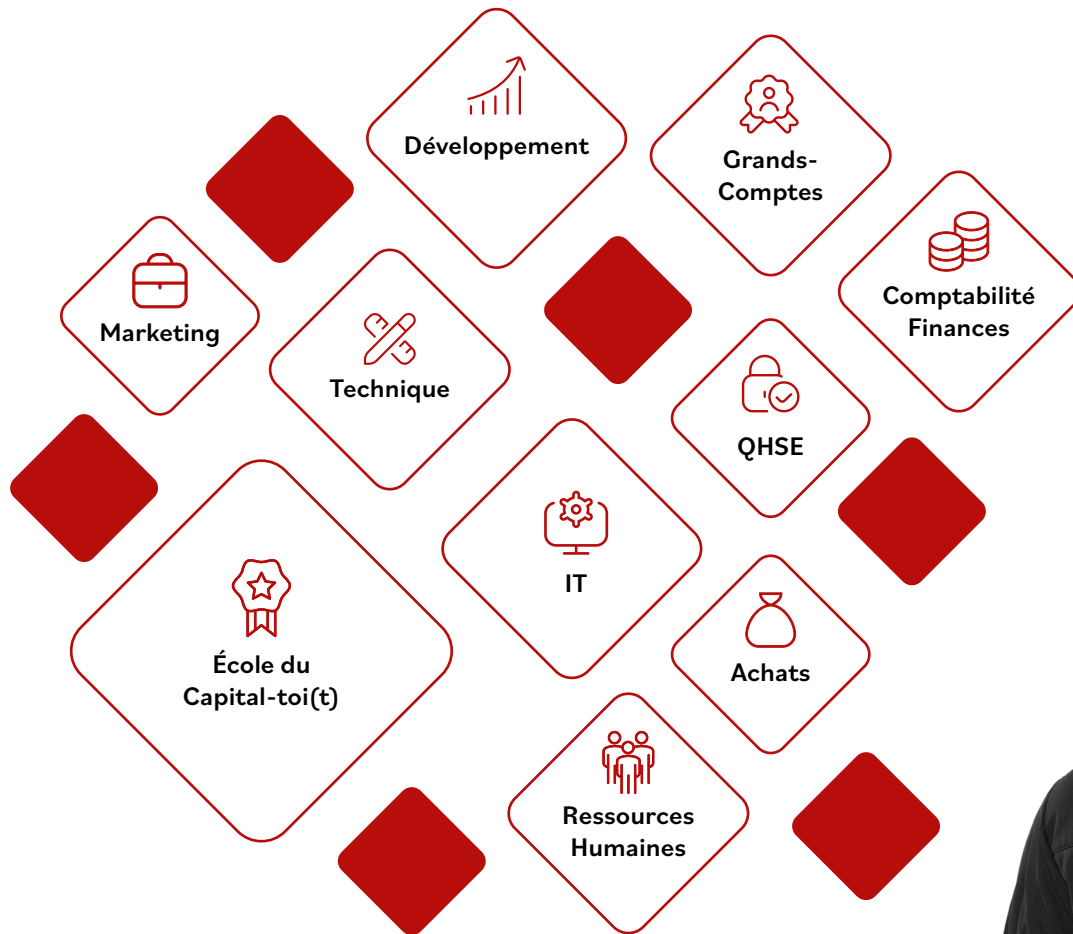 Développement
Grands-
Comptes
Comptabilité
Finances
Marketing
Technique
QHSE
IT
École du
Capital-toi(t)
Achats
Ressources
Humaines